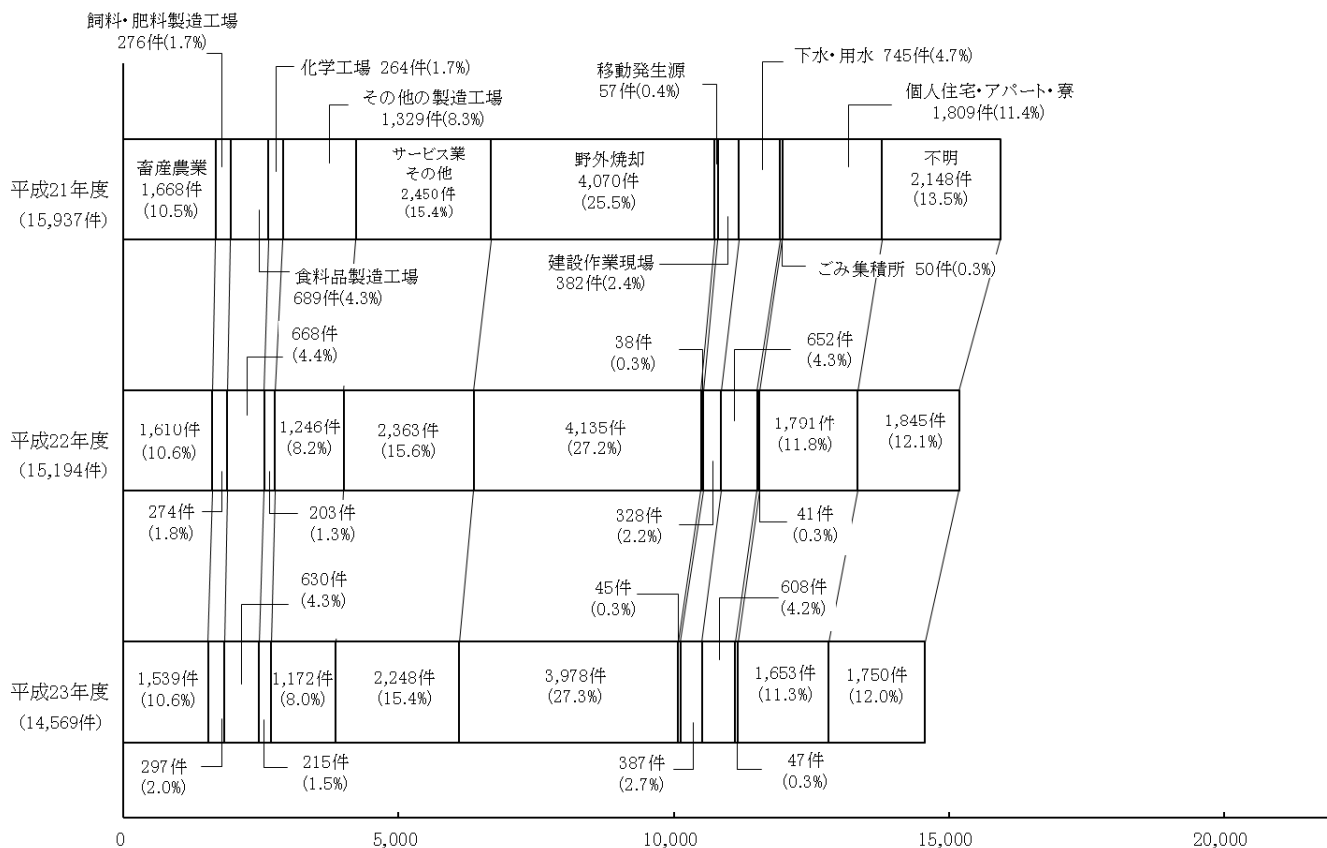 飼料・肥料製造工場
276件(1.7%)
化学工場 264件(1.7%)
その他の製造工場
1,329件(8.3%)
移動発生源
57件(0.4%)
下水・用水 745件(4.7%)
個人住宅・アパート・寮
1,809件(11.4%)
平成21年度
(15,937件)
畜産農業
1,668件
(10.5%)
サービス業
その他
2,450件
(15.4%)
野外焼却
4,070件
(25.5%)
不明
2,148件
(13.5%)
食料品製造工場
689件(4.3%)
建設作業現場
382件(2.4%)
ごみ集積所 50件(0.3%)
668件
(4.4%)
38件
(0.3%)
652件
(4.3%)
平成22年度
(15,194件)
1,610件
(10.6%)
1,246件
(8.2%)
2,363件
(15.6%)
4,135件
(27.2%)
1,791件
(11.8%)
1,845件
(12.1%)
274件
(1.8%)
203件
(1.3%)
328件
(2.2%)
41件
(0.3%)
630件
(4.3%)
45件
(0.3%)
608件
(4.2%)
平成23年度
(14,569件)
1,539件
(10.6%)
1,172件
(8.0%)
2,248件
(15.4%)
3,978件
(27.3%)
1,653件
(11.3%)
1,750件
(12.0%)
297件
(2.0%)
215件
(1.5%)
387件
(2.7%)
47件
(0.3%)
0 5,000 10,000 15,000 20,000